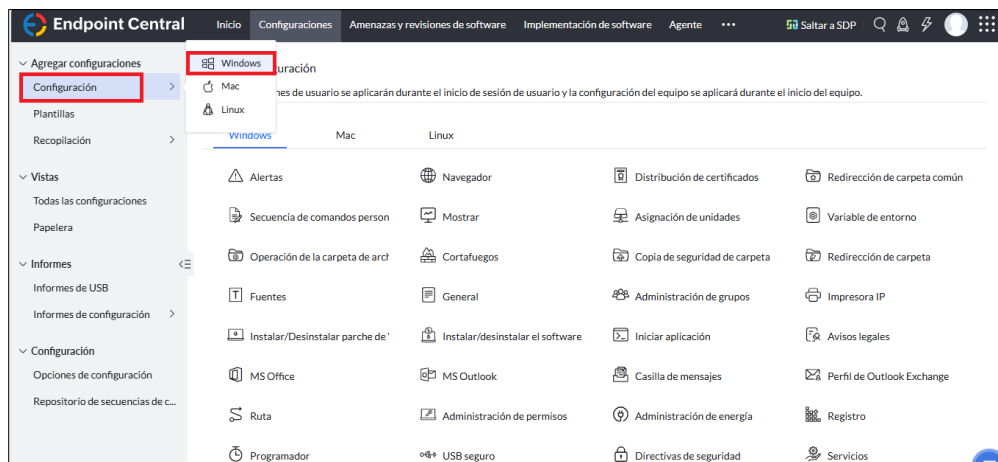 Endpoint Central
Inicio
Configuraciones
Amenazas y revisiones de software
Implementación de software
Agente
Saltar a SDP
Agregar configuraciones
Configuración
Plantillas
Recopilación
Vistas
Todas las configuraciones
Papelera
Informes
Informes de USB
Informes de configuración
Configuración
Opciones de configuración
Repositorio de secuencias de c...
Windows
Mac
Linux
uración
nes de usuario se aplicarán durante el inicio de sesión de usuario y la configuración del equipo se aplicará durante el inicio del equipo.
Windows
Mac
Linux
Alertas
Navegador
Distribución de certificados
Redirección de carpeta común
Secuencia de comandos person
Mostrar
Asignación de unidades
Variable de entorno
Operación de la carpeta de arch
Cortafuegos
Copia de seguridad de carpeta
Redirección de carpeta
Fuentes
General
Administración de grupos
Impresora IP
Instalar/Desinstalar parche de
Instalar/desinstalar el software
Iniciar aplicación
Avisos legales
MS Office
MS Outlook
Casilla de mensajes
Perfil de Outlook Exchange
Ruta
Administración de permisos
Administración de energía
Registro
Programador
USB seguro
Directivas de seguridad
Servicios